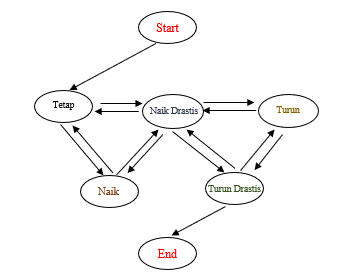 Start
Tetap
Naik Drastis
Turun
Naik
Turun Drastis
End